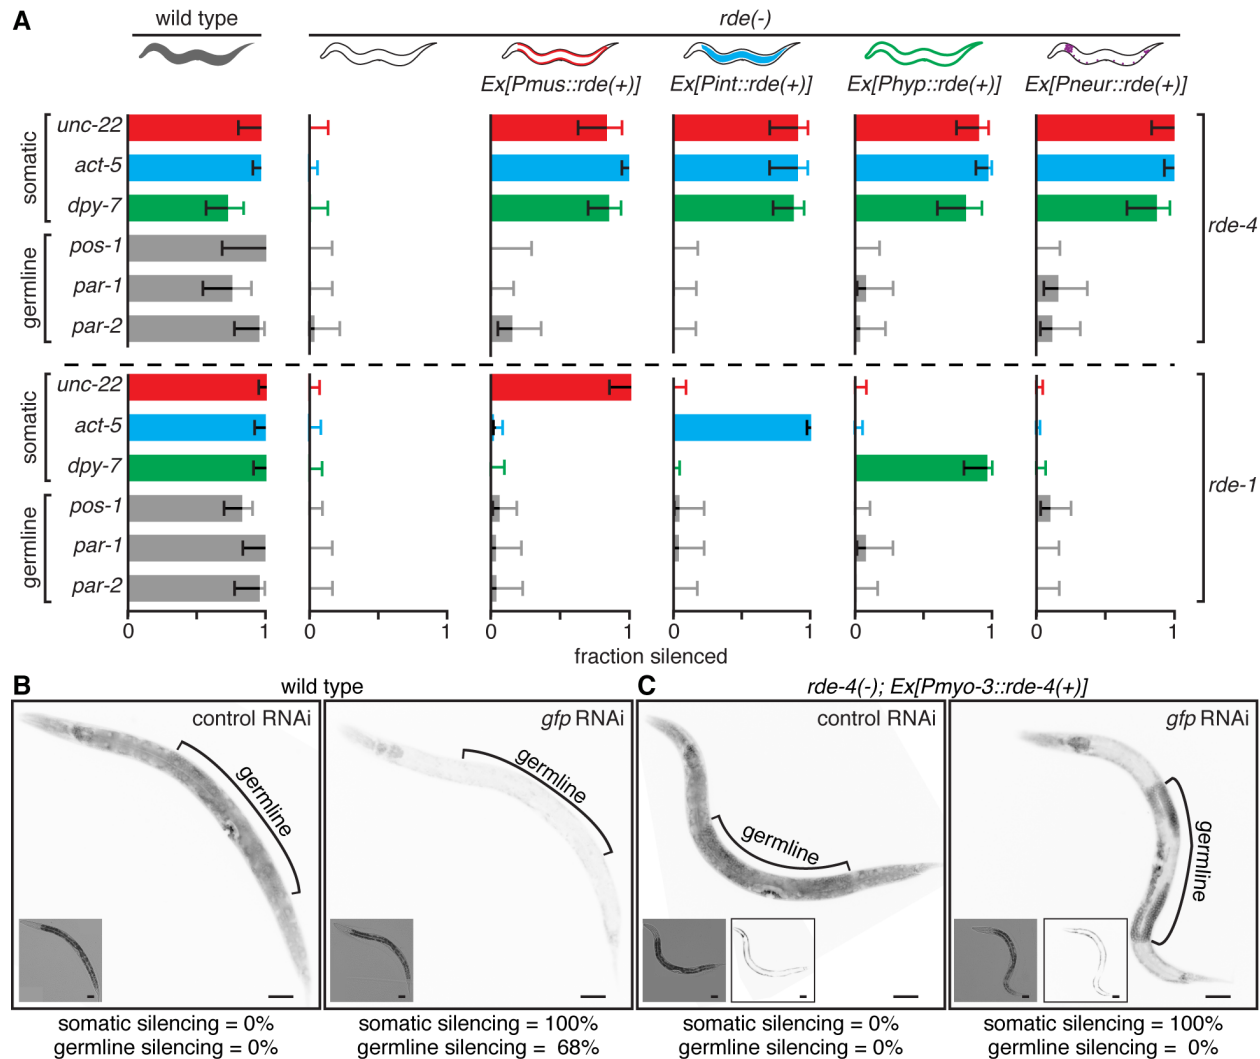 A
wild type
rde(-)
Ex[Pmus::rde(+)]
Ex[Pint::rde(+)]
Ex[Phyp::rde(+)]
Ex[Pneur::rde(+)]
somatic
unc-22
act-5
dpy-7
germline
pos-1
par-1
par-2
rde-4
somatic
unc-22
act-5
dpy-7
germline
pos-1
par-1
par-2
rde-1
0 1 0 1 0 1 0 1 0 1 0 1
fraction silenced
B
wild type
control RNAi
germline
gfp RNAi
germline
somatic silencing = 0%
germline silencing = 0%
somatic silencing = 100%
germline silencing = 68%
C
rde-4(-); Ex[Pmyo-3::rde-4(+)]
control RNAi
germline
gfp RNAi
germline
somatic silencing = 0%
germline silencing = 0%
somatic silencing = 100%
germline silencing = 0%